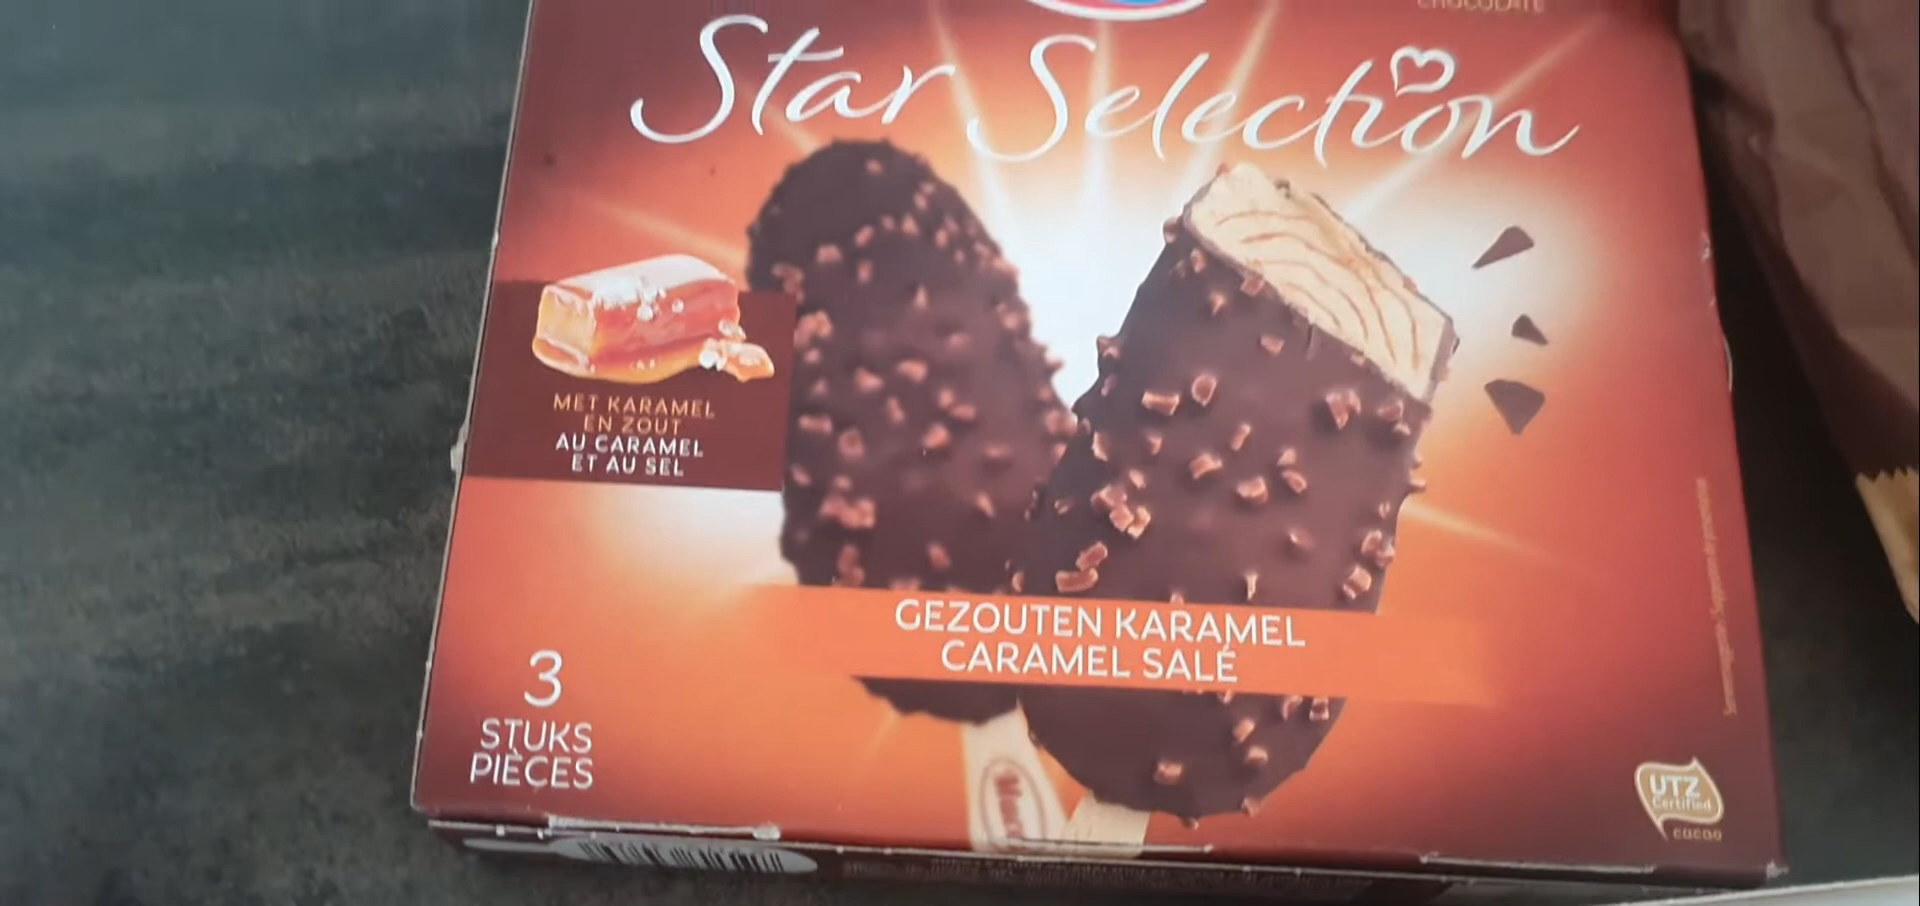 CHOCOLATE
Star Selection
MET KARAMEL
EN ZOUT
AU CARAMEL
ET AU SEL
GEZOUTEN KARAMEL
CARAMEL SALÉ
3
STUKS
PIÈCES
UTZ
Certified
cacao